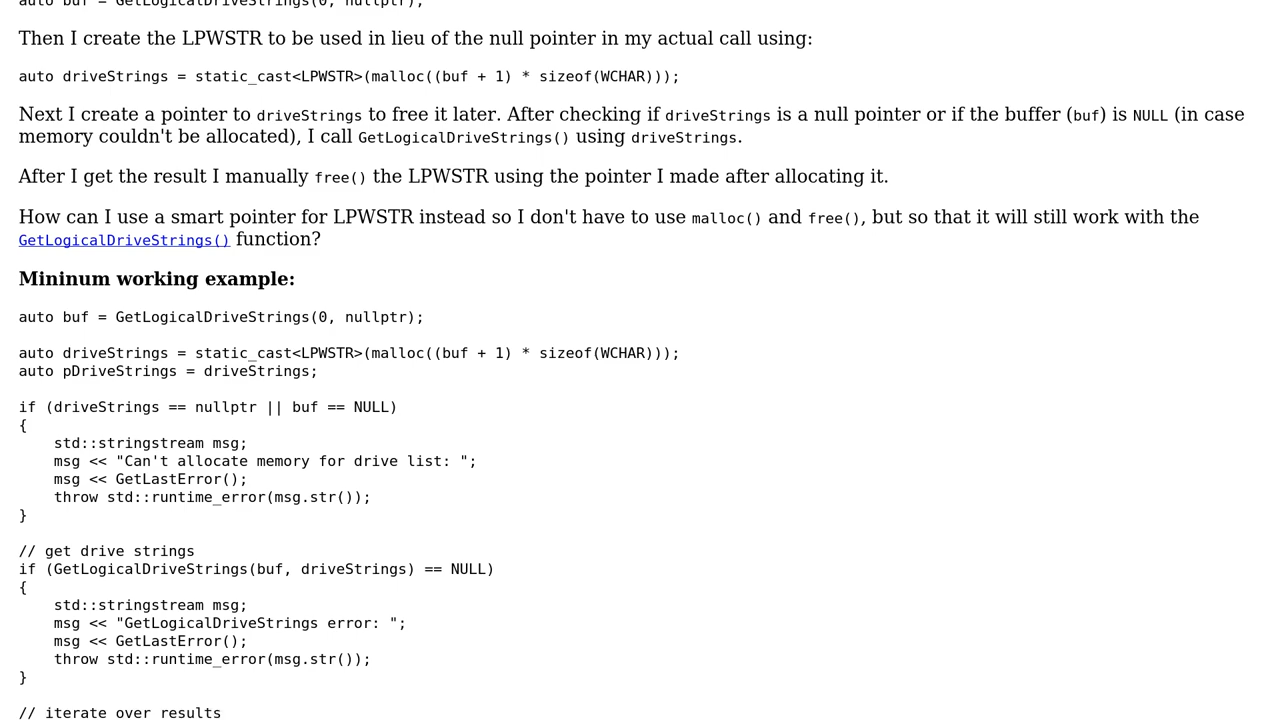 auto buf = GetLogicalDriveStrings(0, nullptr);
Then I create the LPWSTR to be used in lieu of the null pointer in my actual call using:
auto driveStrings = static_cast<LPWSTR>(malloc((buf + 1) * sizeof(WCHAR)));
Next I create a pointer to driveStrings to free it later. After checking if driveStrings is a null pointer or if the buffer (buf) is NULL (in case
memory couldn't be allocated), I call GetLogicalDriveStrings() using driveStrings.
After I get the result I manually free() the LPWSTR using the pointer I made after allocating it.
How can I use a smart pointer for LPWSTR instead so I don't have to use malloc() and free(), but so that it will still work with the
GetLogicalDriveStrings() function?
Mininum working example:
auto buf = GetLogicalDriveStrings(0, nullptr);
auto driveStrings = static_cast<LPWSTR>(malloc((buf + 1) * sizeof(WCHAR)));
auto pDriveStrings = driveStrings;
if (driveStrings == nullptr || buf == NULL)
{
    std::stringstream msg;
    msg << "Can't allocate memory for drive list: ";
    msg << GetLastError();
    throw std::runtime_error(msg.str());
}
// get drive strings
if (GetLogicalDriveStrings(buf, driveStrings) == NULL)
{
    std::stringstream msg;
    msg << "GetLogicalDriveStrings error: ";
    msg << GetLastError();
    throw std::runtime_error(msg.str());
}
// iterate over results